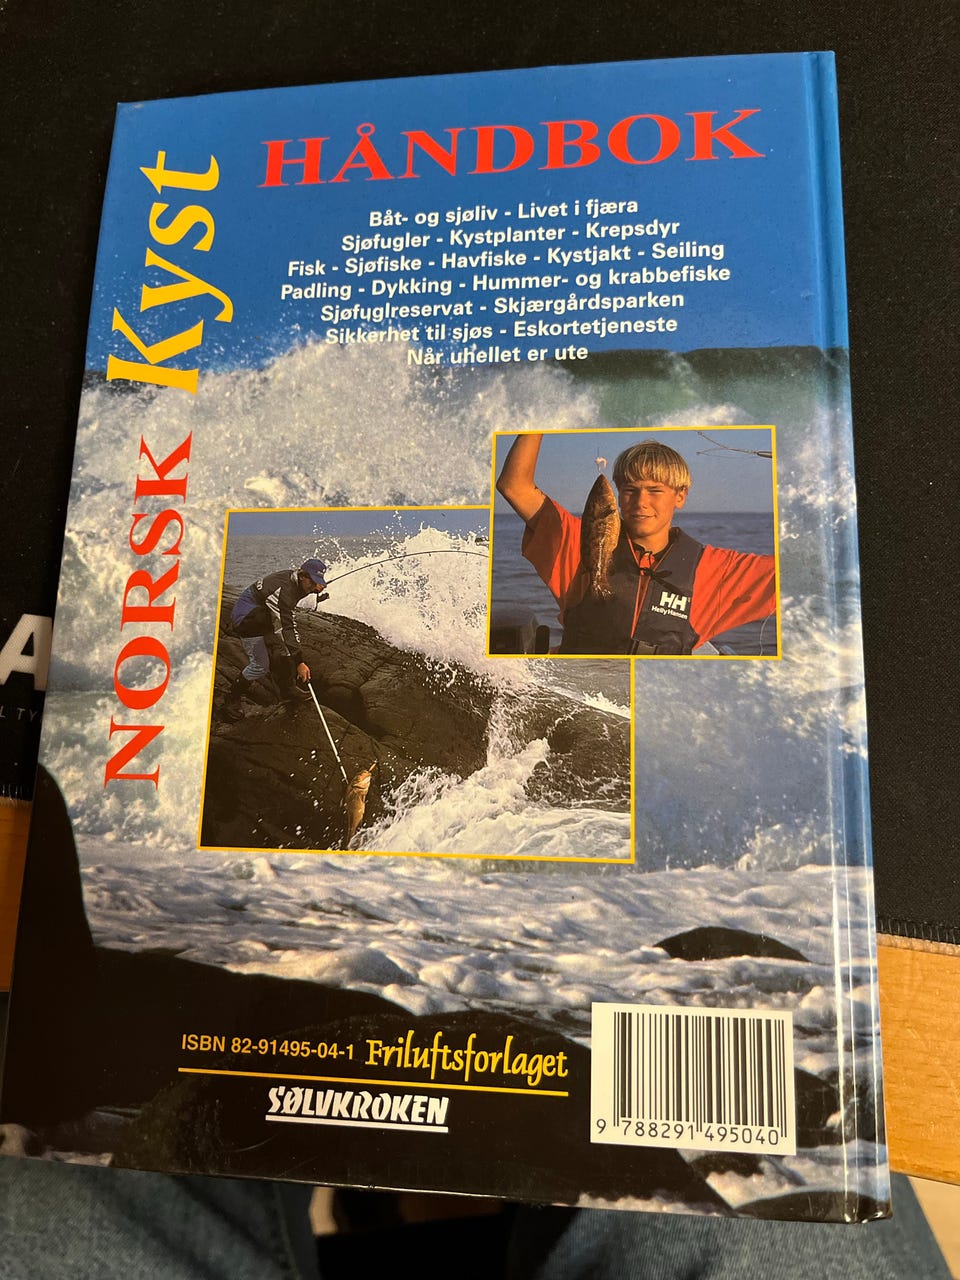 HÅNDBOK
NORSK Kyst
Båt- og sjøliv - Livet i fjæra
Sjøfugler - Kystplanter - Krepsdyr
Fisk - Sjøfiske - Havfiske - Kystjakt - Seiling
Padling - Dykking - Hummer- og krabbefiske
Sjøfuglreservat - Skjærgårdsparken
Sikkerhet til sjøs - Eskortetjeneste
Når uhellet er ute
HH
Helly Hansen
A
L TY
ISBN 82-91495-04-1 Friluftsforlaget
SØLVKROKEN
9 788291 495040